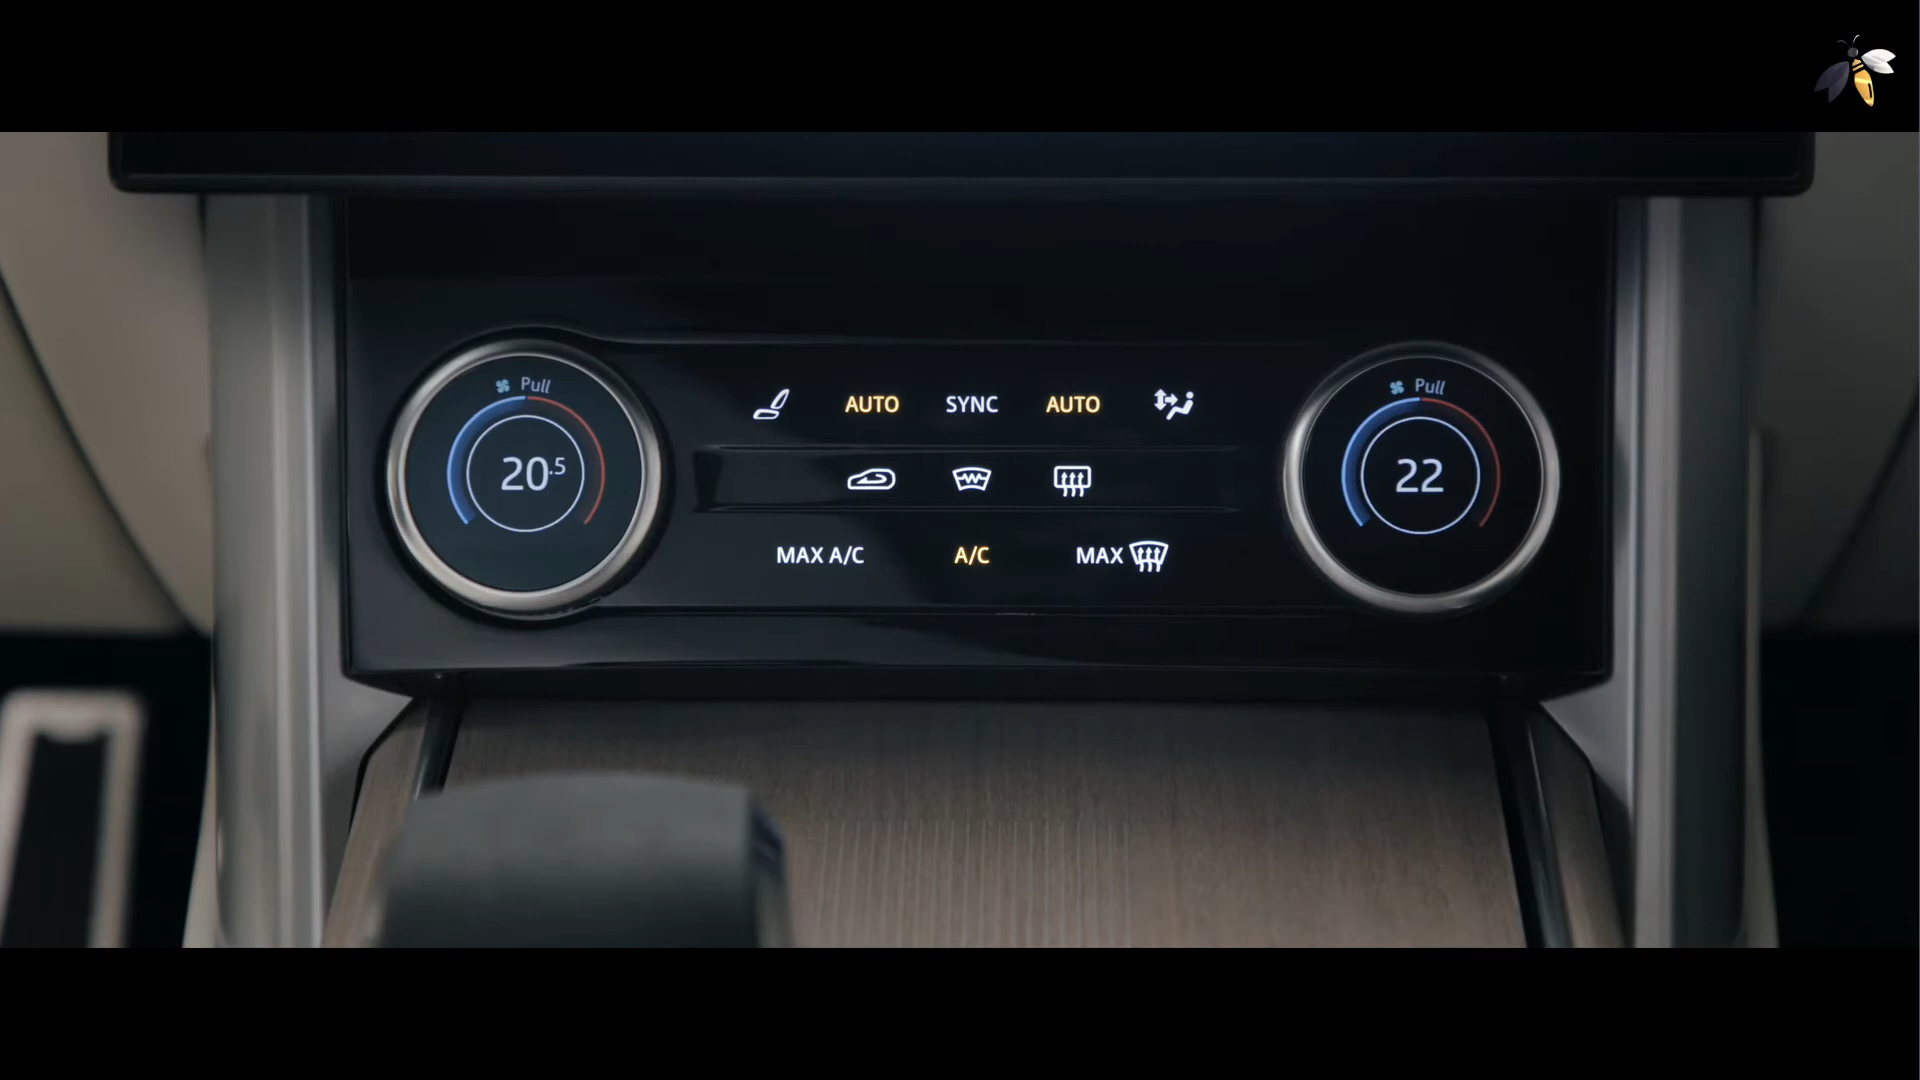 Pull
20.5
AUTO SYNC AUTO
MAX A/C A/C MAX
Pull
22